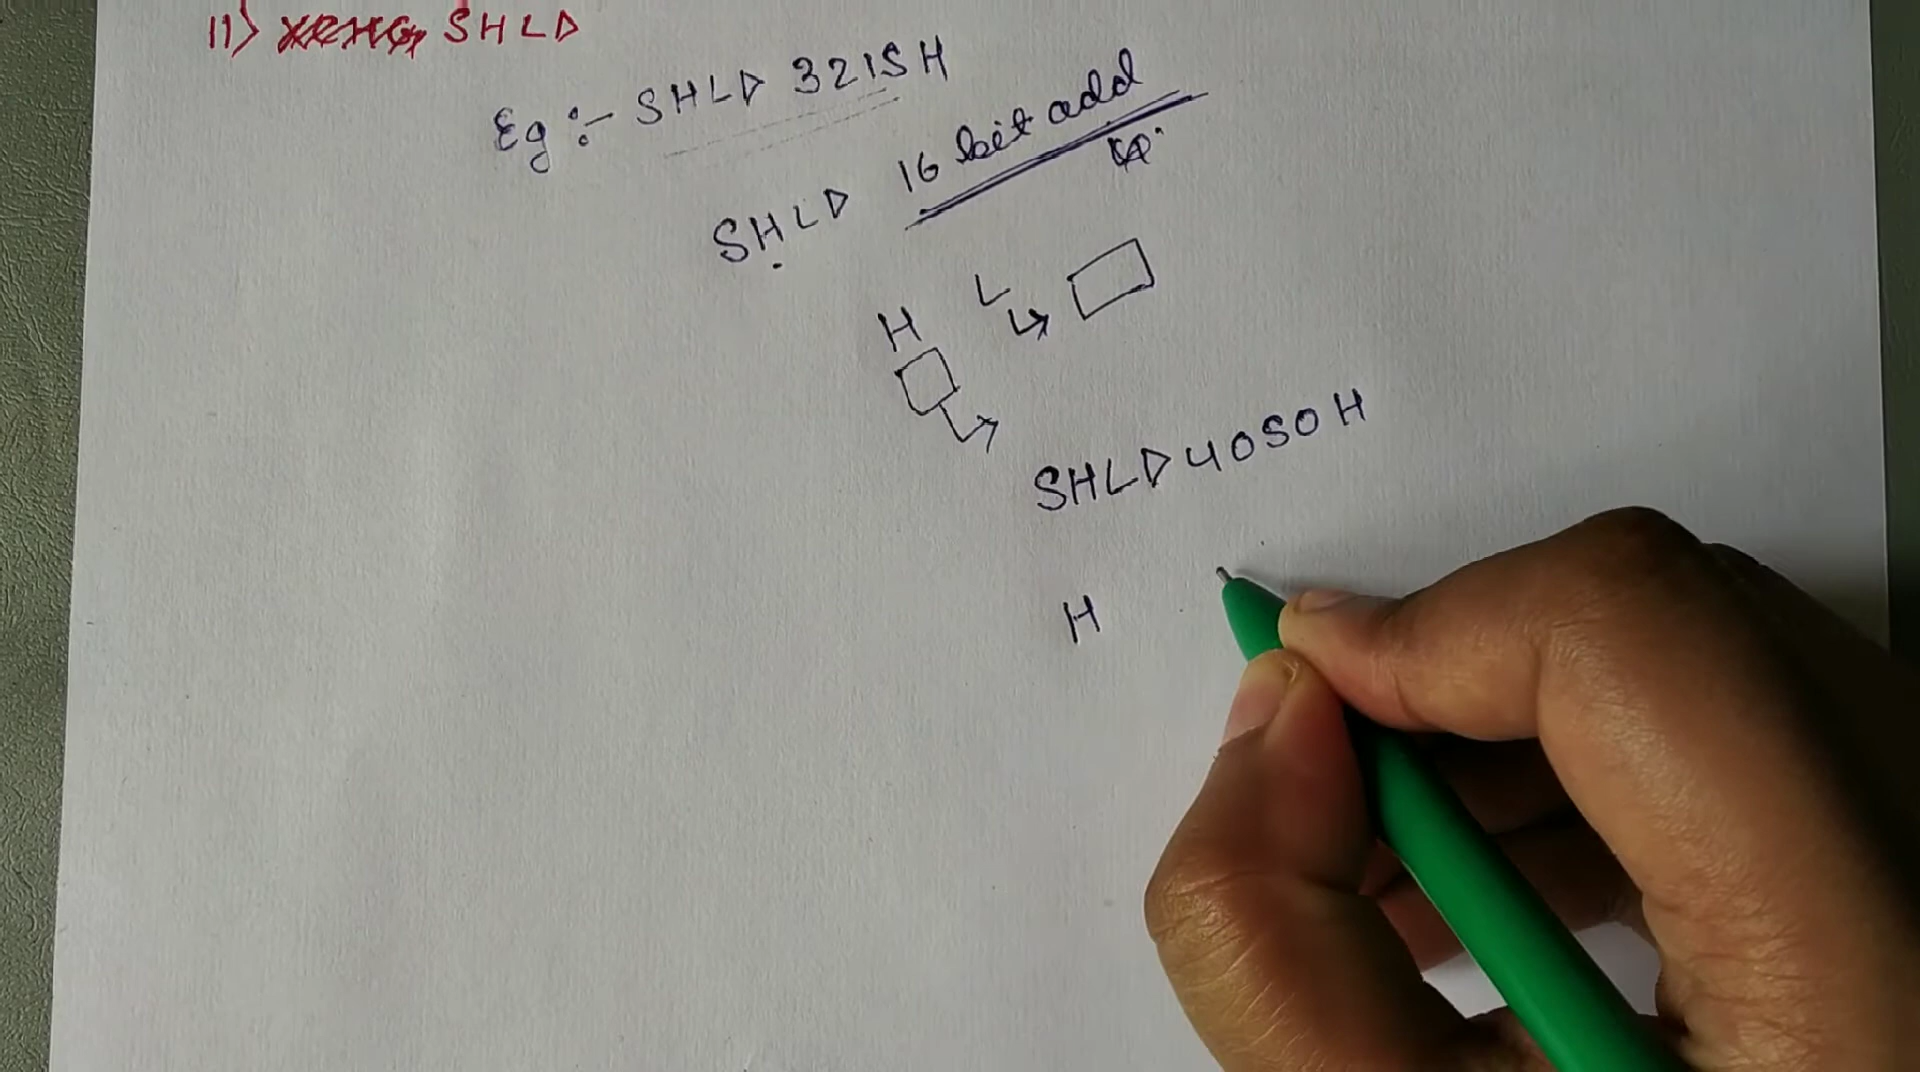 11) SHLD
Eg :- SHLD 3215H
SHLD 16 bit add
H L
SHLD 4050H
H